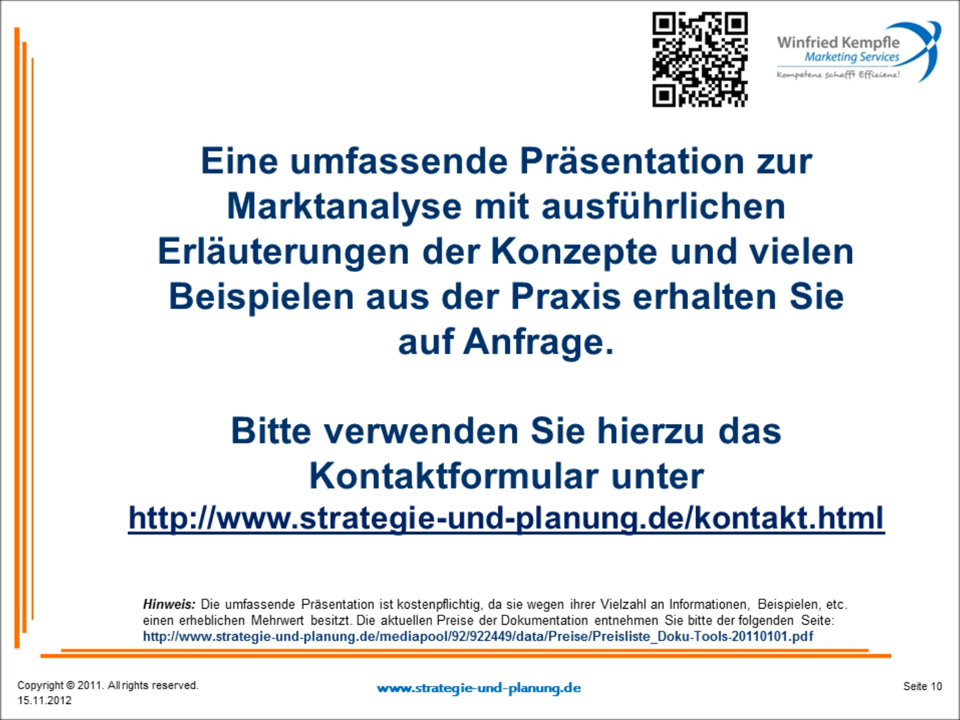 Winfried Kempfle
Marketing Services
Kompetenz schafft Effizienz!
Eine umfassende Präsentation zur
Marktanalyse mit ausführlichen
Erläuterungen der Konzepte und vielen
Beispielen aus der Praxis erhalten Sie
auf Anfrage.
Bitte verwenden Sie hierzu das
Kontaktformular unter
http://www.strategie-und-planung.de/kontakt.html
Hinweis: Die umfassende Präsentation ist kostenpflichtig, da sie wegen ihrer Vielzahl an Informationen, Beispielen, etc.
einen erheblichen Mehrwert besitzt. Die aktuellen Preise der Dokumentation entnehmen Sie bitte der folgenden Seite:
http://www.strategie-und-planung.de/mediapool/92/922449/data/Preise/Preisliste_Doku-Tools-20110101.pdf
Copyright © 2011. All rights reserved.
15.11.2012
www.strategie-und-planung.de
Seite 10